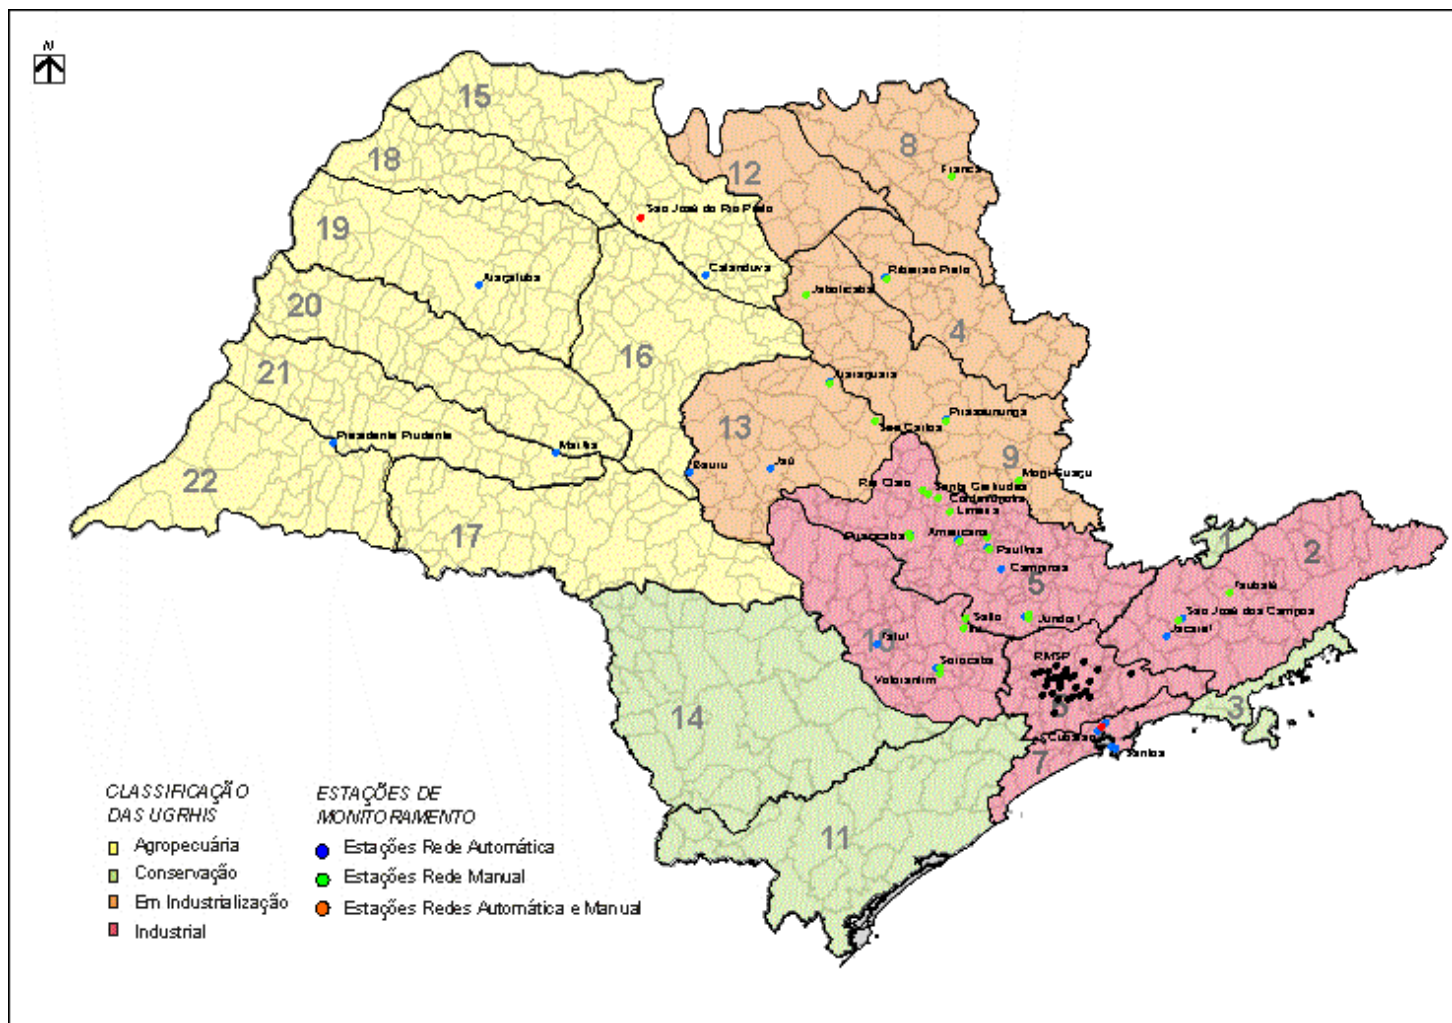 N
15
8
18
12
Franca
19
São José do Rio Preto
Catanduva
Ribeirão Preto
Araçatuba
Jaboticabal
20
4
16
21
Araraquara
Pirassununga
13
São Carlos
Presidente Prudente
Marília
Bauru
Jaú
9
Mogi-Guaçu
22
Rio Claro
Santa Gertrudes
Cordeirópolis
Limeira
17
Piracicaba
Americana
Paulínia
1
2
Campinas
5
Taubaté
São José dos Campos
Salto
Jundiaí
Itu
Jacareí
10
Tatuí
Sorocaba
RMSP
Votorantim
6
3
14
Cubatão
Santos
7
11
CLASSIFICAÇÃO
DAS UGRHIS
Agropecuária
Conservação
Em Industrialização
Industrial
ESTAÇÕES DE
MONITORAMENTO
Estações Rede Automática
Estações Rede Manual
Estações Redes Automática e Manual